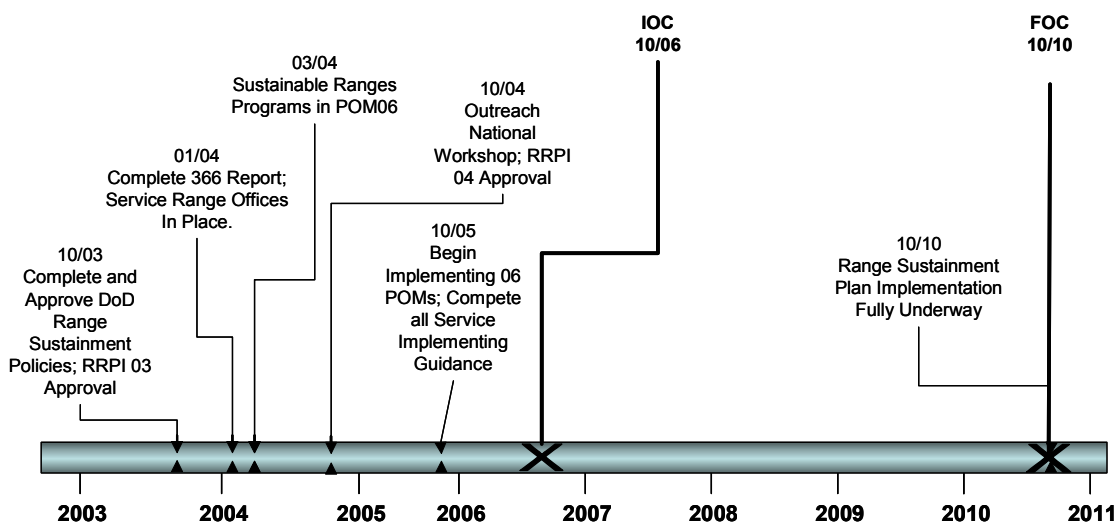 IOC
10/06
FOC
10/10
03/04
Sustainable Ranges
Programs in POM06
10/04
Outreach
National
Workshop; RRPI
04 Approval
01/04
Complete 366 Report;
Service Range Offices
In Place.
10/05
Begin
Implementing 06
POMs; Compete
all Service
Implementing
Guidance
10/03
Complete and
Approve DoD
Range
Sustainment
Policies; RRPI 03
Approval
10/10
Range Sustainment
Plan Implementation
Fully Underway
2003 2004 2005 2006 2007 2008 2009 2010 2011